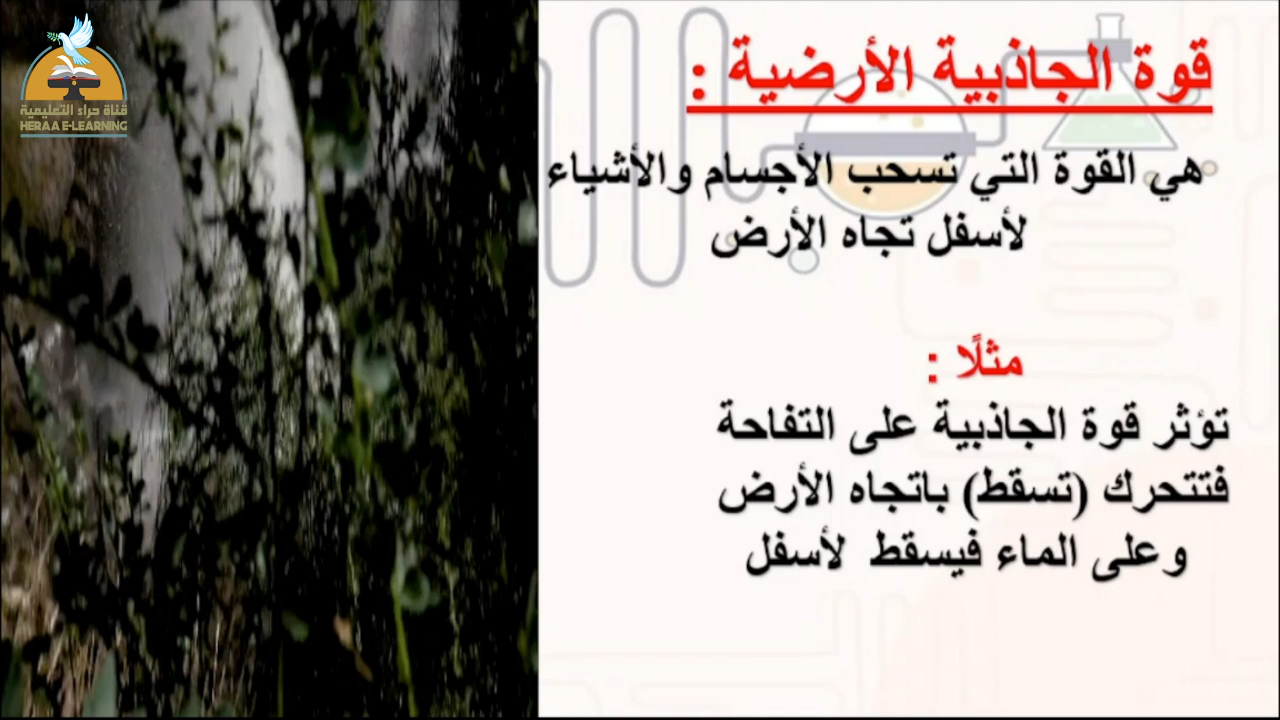 قناة حراء التعليمية
HERAA E-LEARNING
قوة الجاذبية الأرضية :
هي القوة التي تسحب الأجسام والأشياء
لأسفل تجاه الأرض
مثلًا :
تؤثر قوة الجاذبية على التفاحة
فتتحرك (تسقط) باتجاه الأرض
وعلى الماء فيسقط لأسفل